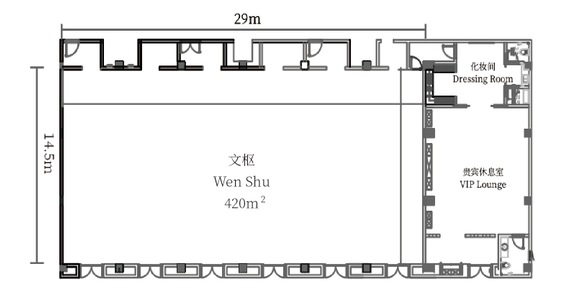 29m
化妆间
Dressing Room
14.5m
文枢
Wen Shu
420m²
贵宾休息室
VIP Lounge